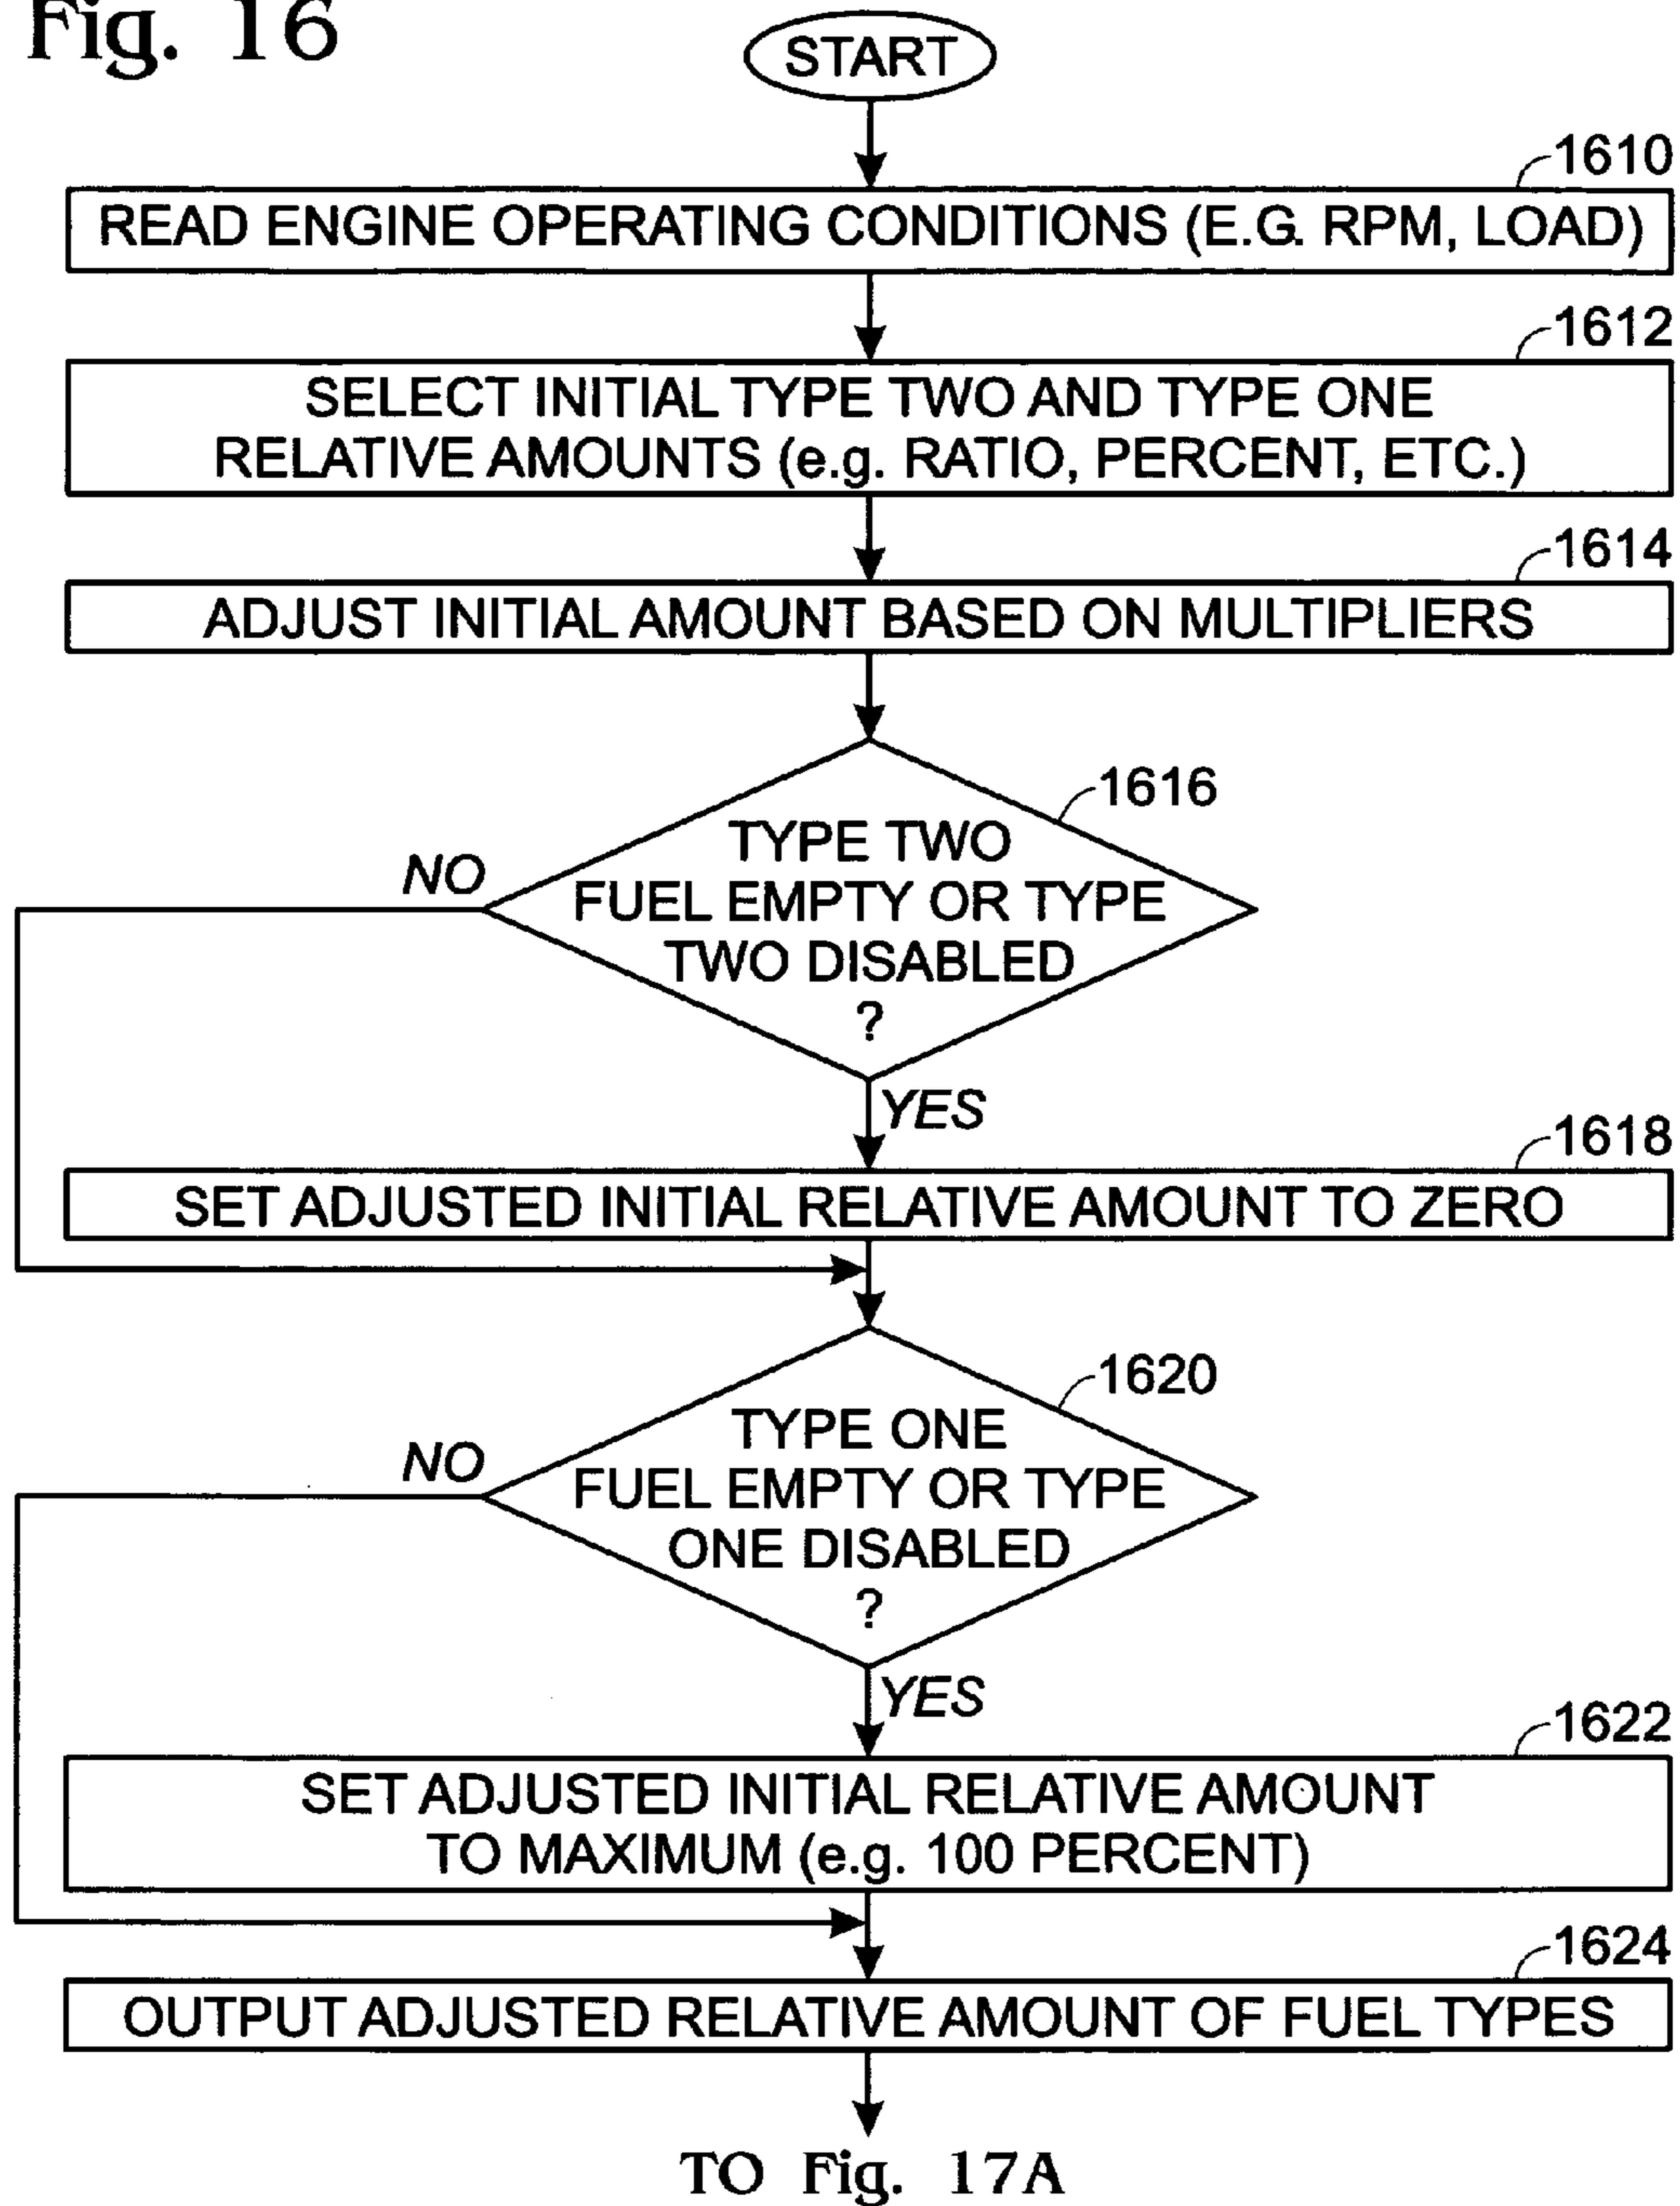 Fig. 16
START
1610
READ ENGINE OPERATING CONDITIONS (E.G. RPM, LOAD)
1612
SELECT INITIAL TYPE TWO AND TYPE ONE
RELATIVE AMOUNTS (e.g. RATIO, PERCENT, ETC.)
1614
ADJUST INITIAL AMOUNT BASED ON MULTIPLIERS
1616
TYPE TWO
NO
FUEL EMPTY OR TYPE
TWO DISABLED
?
YES
1618
SET ADJUSTED INITIAL RELATIVE AMOUNT TO ZERO
1620
TYPE ONE
NO
FUEL EMPTY OR TYPE
ONE DISABLED
?
YES
1622
SET ADJUSTED INITIAL RELATIVE AMOUNT
TO MAXIMUM (e.g. 100 PERCENT)
1624
OUTPUT ADJUSTED RELATIVE AMOUNT OF FUEL TYPES
TO Fig. 17A